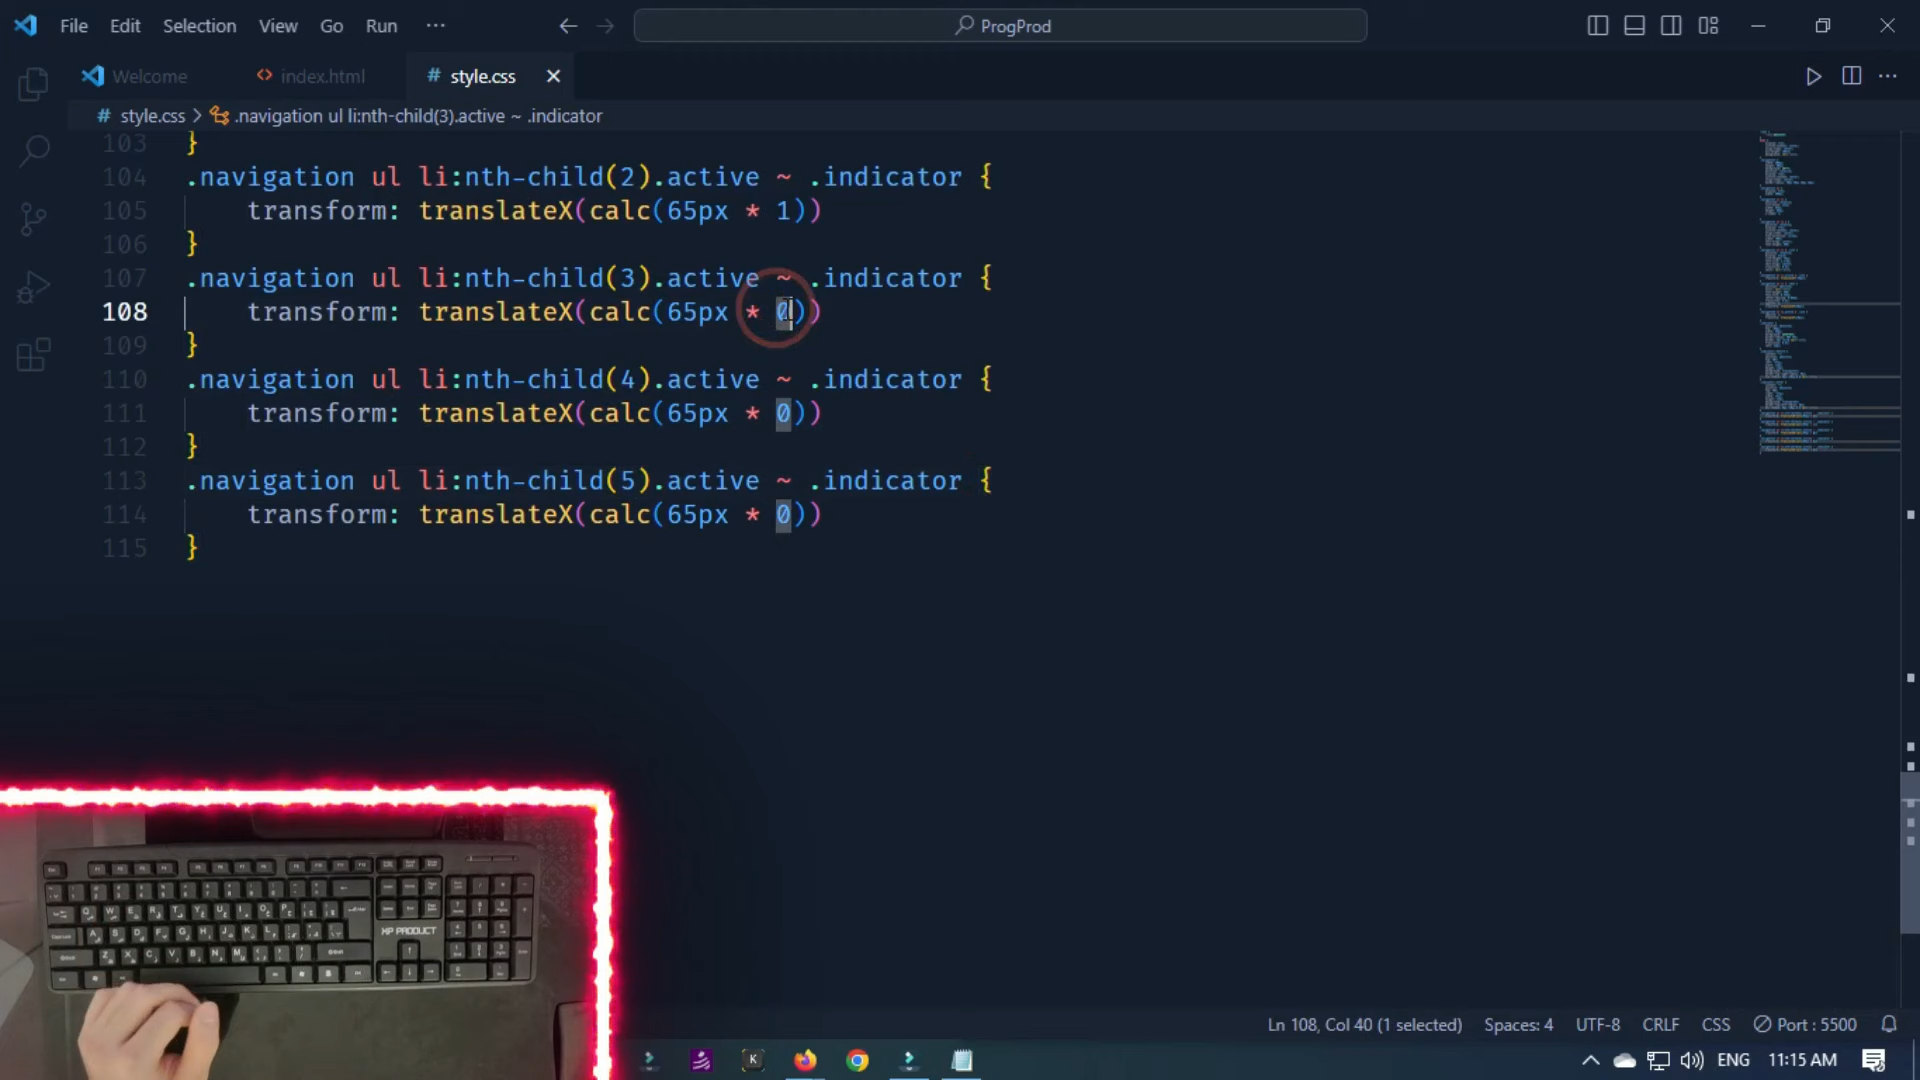 File Edit Selection View Go Run ··· ProgProd
Welcome index.html # style.css
# style.css > .navigation ul li:nth-child(3).active ~ .indicator
103 }
104 .navigation ul li:nth-child(2).active ~ .indicator {
105 transform: translateX(calc(65px * 1))
106 }
107 .navigation ul li:nth-child(3).active ~ .indicator {
108 transform: translateX(calc(65px * 0))
109 }
110 .navigation ul li:nth-child(4).active ~ .indicator {
111 transform: translateX(calc(65px * 0))
112 }
113 .navigation ul li:nth-child(5).active ~ .indicator {
114 transform: translateX(calc(65px * 0))
115 }
XP PRODUCT
Ln 108, Col 40 (1 selected) Spaces: 4 UTF-8 CRLF CSS Port : 5500
K ENG 11:15 AM